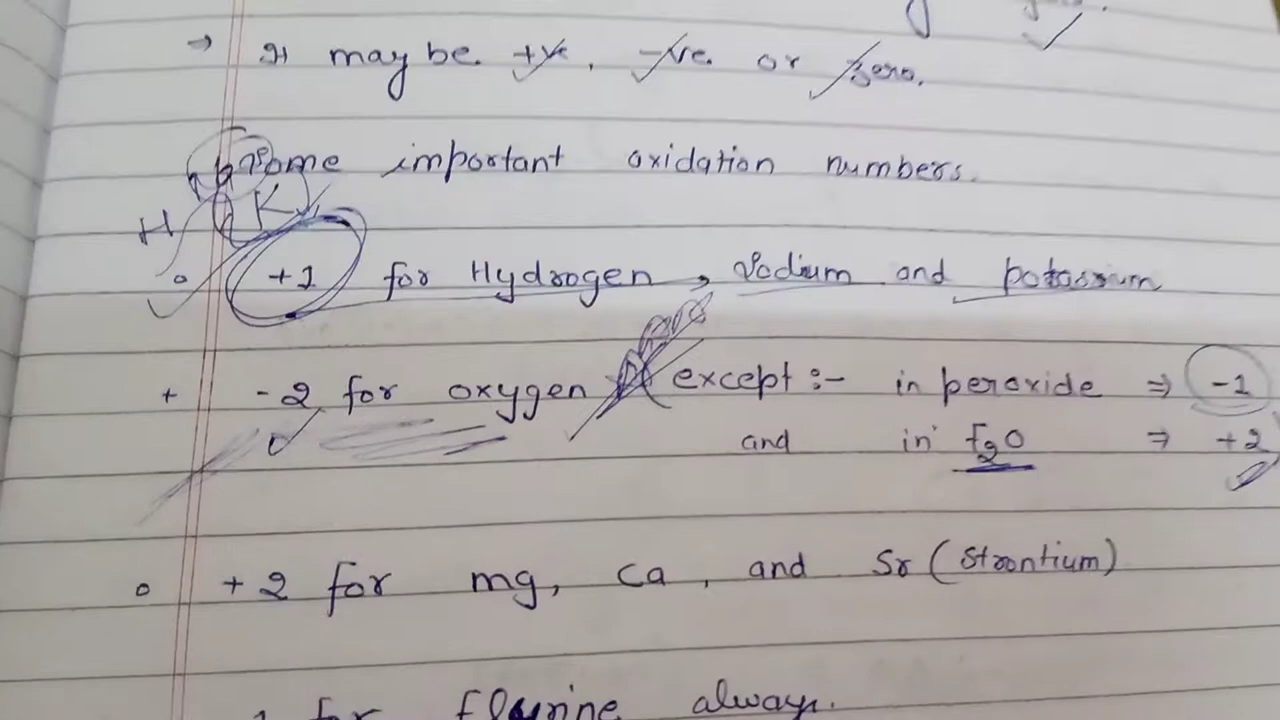 → It may be +ve, -ve or zero.
Some important oxidation numbers.
H K
+1 for Hydrogen, Sodium and potassium
-2 for oxygen (except :- in peroxide ⇒ -1
and in F2O ⇒ +2
+2 for mg, ca, and Sr (Strontium)
for flourine always.